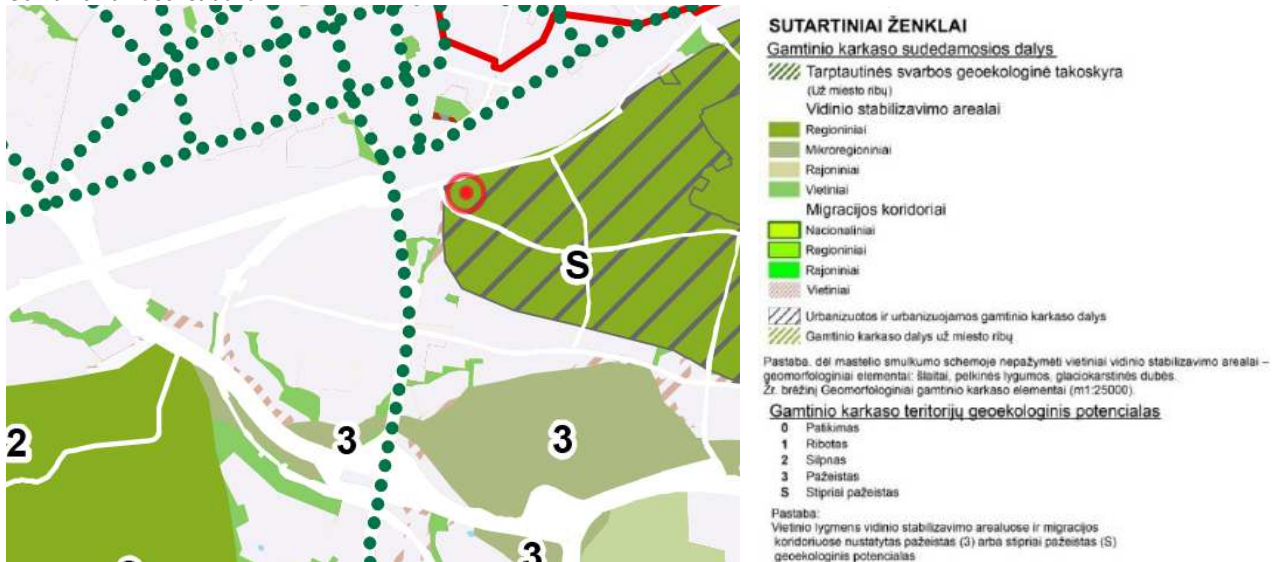 S
2
3
3
3
SUTARTINIAI ŽENKLAI
Gamtinio karkaso sudedamosios dalys
Tarptautinės svarbos geoekologinė takoskyra
(Už miesto ribų)
Vidinio stabilizavimo arealai
Regioniniai
Mikroregioniniai
Rajoniniai
Vietiniai
Migracijos koridoriai
Nacionaliniai
Regioniniai
Rajoniniai
Vietiniai
Urbanizuotos ir urbanizuojamos gamtinio karkaso dalys
Gamtinio karkaso dalys už miesto ribų
Pastaba. dėl mastelio smulkumo schemoje nepažymėti vietiniai vidinio stabilizavimo arealai –
geomorfologiniai elementai: šlaitai, pelkinės lygumos, glaciokarstinės dubės.
Žr. brėžinį Geomorfologiniai gamtinio karkaso elementai (m1:25000).
Gamtinio karkaso teritorijų geoekologinis potencialas
0 Patikimas
1 Ribotas
2 Silpnas
3 Pažeistas
S Stipriai pažeistas
Pastaba:
Vietinio lygmens vidinio stabilizavimo arealuose ir migracijos
koridoriuose nustatytas pažeistas (3) arba stipriai pažeistas (S)
geoekologinis potencialas